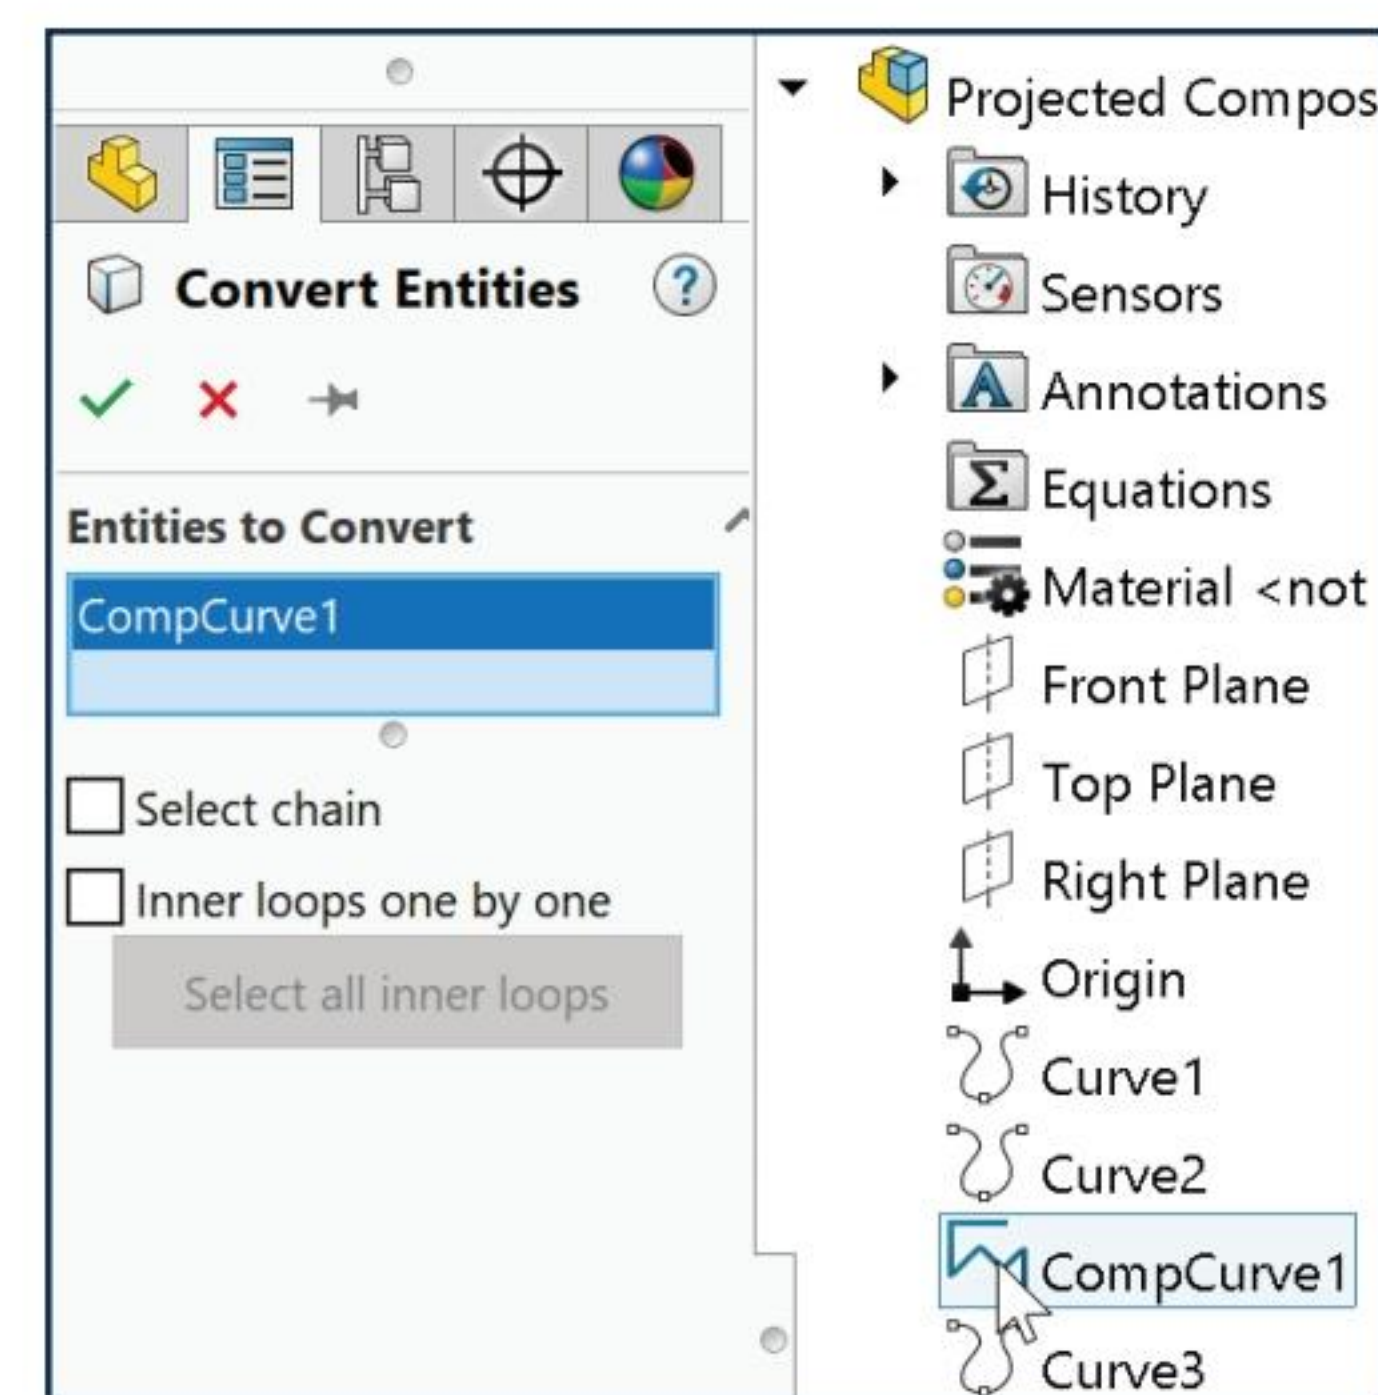 Convert Entities
?
Entities to Convert
CompCurve1
Select chain
Inner loops one by one
Select all inner loops
Projected Compos
History
Sensors
A Annotations
Σ Equations
Material <not
Front Plane
Top Plane
Right Plane
Origin
Curve1
Curve2
CompCurve1
Curve3